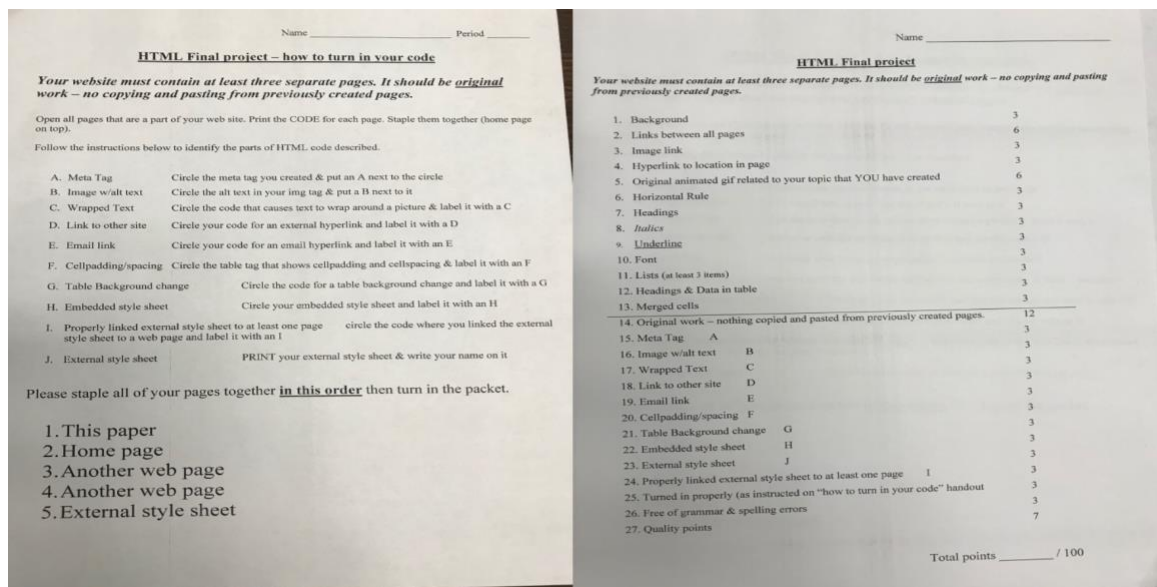 Name ____________ Period ______
HTML Final project – how to turn in your code
Your website must contain at least three separate pages. It should be original
work – no copying and pasting from previously created pages.
Open all pages that are a part of your web site. Print the CODE for each page. Staple them together (home page
on top).
Follow the instructions below to identify the parts of HTML code described.
A. Meta Tag Circle the meta tag you created & put an A next to the circle
B. Image w/alt text Circle the alt text in your img tag & put a B next to it
C. Wrapped Text Circle the code that causes text to wrap around a picture & label it with a C
D. Link to other site Circle your code for an external hyperlink and label it with a D
E. Email link Circle your code for an email hyperlink and label it with an E
F. Cellpadding/spacing Circle the table tag that shows cellpadding and cellspacing & label it with an F
G. Table Background change Circle the code for a table background change and label it with a G
H. Embedded style sheet Circle your embedded style sheet and label it with an H
I. Properly linked external style sheet to at least one page circle the code where you linked the external
style sheet to a web page and label it with an I
J. External style sheet PRINT your external style sheet & write your name on it
Please staple all of your pages together in this order then turn in the packet.
1. This paper
2. Home page
3. Another web page
4. Another web page
5. External style sheet
Name ____________
HTML Final project
Your website must contain at least three separate pages. It should be original work – no copying and pasting
from previously created pages.
1. Background 3
2. Links between all pages 6
3. Image link 3
4. Hyperlink to location in page 3
5. Original animated gif related to your topic that YOU have created 6
6. Horizontal Rule 3
7. Headings 3
8. Italics 3
9. Underline 3
10. Font 3
11. Lists (at least 3 items) 3
12. Headings & Data in table 3
13. Merged cells 3
14. Original work – nothing copied and pasted from previously created pages. 12
15. Meta Tag A 3
16. Image w/alt text B 3
17. Wrapped Text C 3
18. Link to other site D 3
19. Email link E 3
20. Cellpadding/spacing F 3
21. Table Background change G 3
22. Embedded style sheet H 3
23. External style sheet J 3
24. Properly linked external style sheet to at least one page I 3
25. Turned in properly (as instructed on "how to turn in your code" handout 3
26. Free of grammar & spelling errors 3
27. Quality points 7
Total points ______ / 100